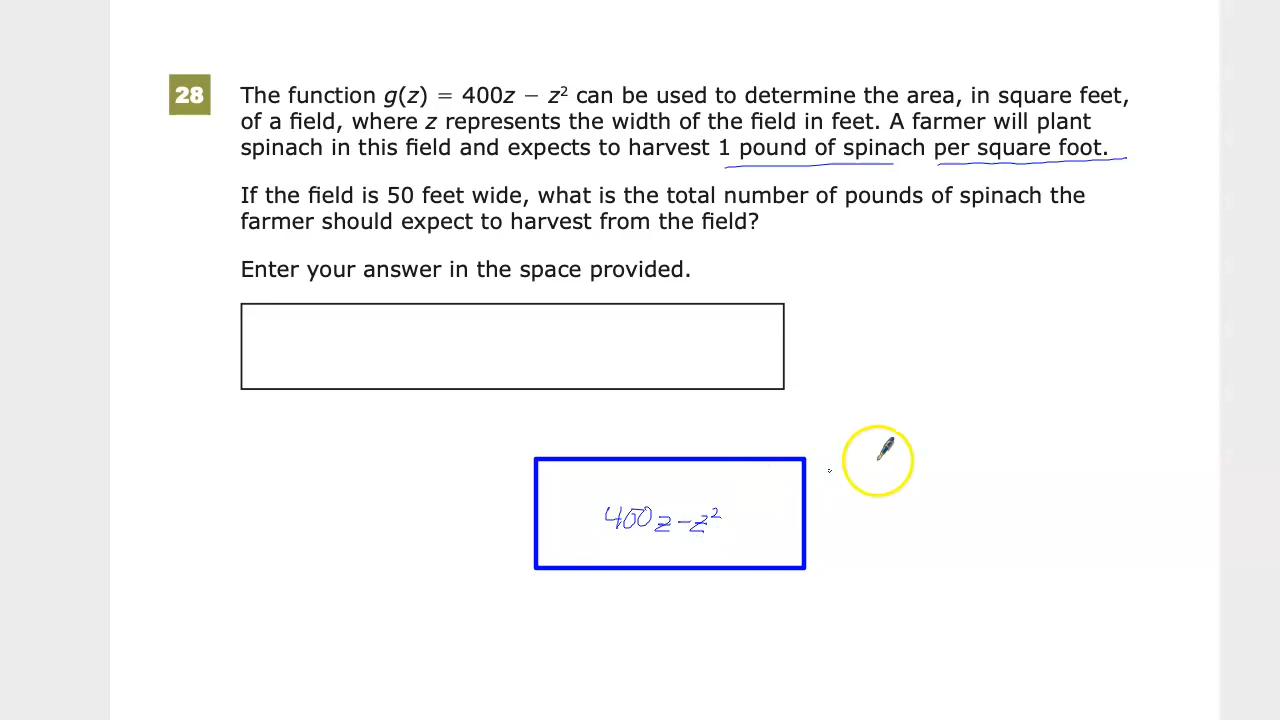 28
The function g(z) = 400z − z² can be used to determine the area, in square feet,
of a field, where z represents the width of the field in feet. A farmer will plant
spinach in this field and expects to harvest 1 pound of spinach per square foot.
If the field is 50 feet wide, what is the total number of pounds of spinach the
farmer should expect to harvest from the field?
Enter your answer in the space provided.
400z − z²